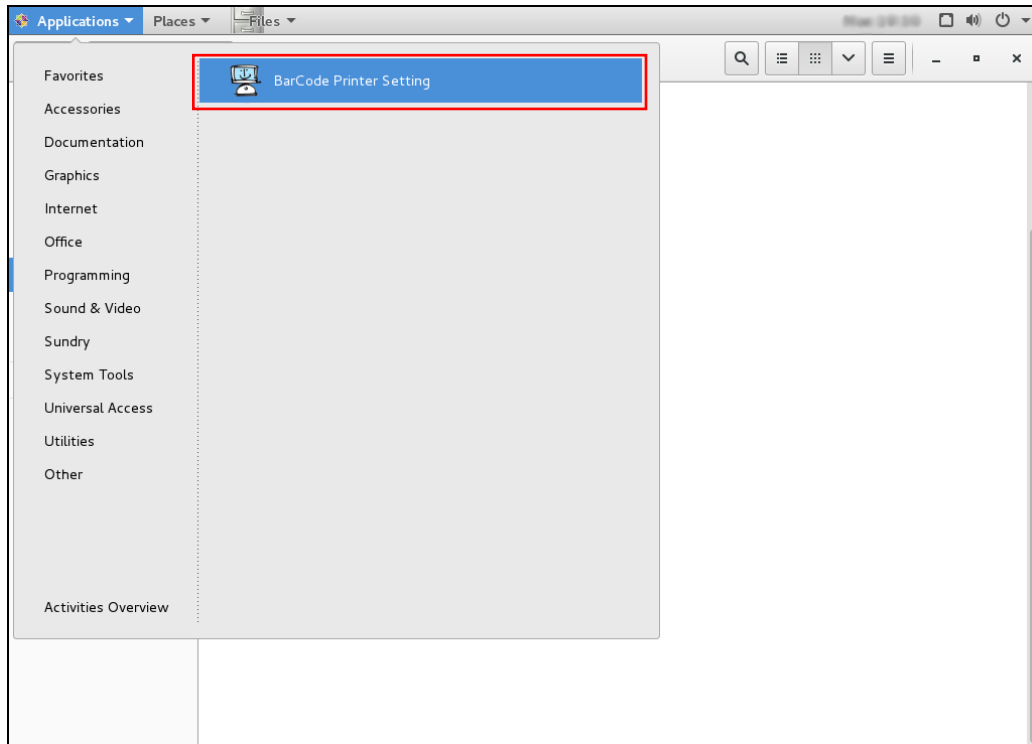 Applications Places Files
Favorites
BarCode Printer Setting
Accessories
Documentation
Graphics
Internet
Office
Programming
Sound & Video
Sundry
System Tools
Universal Access
Utilities
Other
Activities Overview